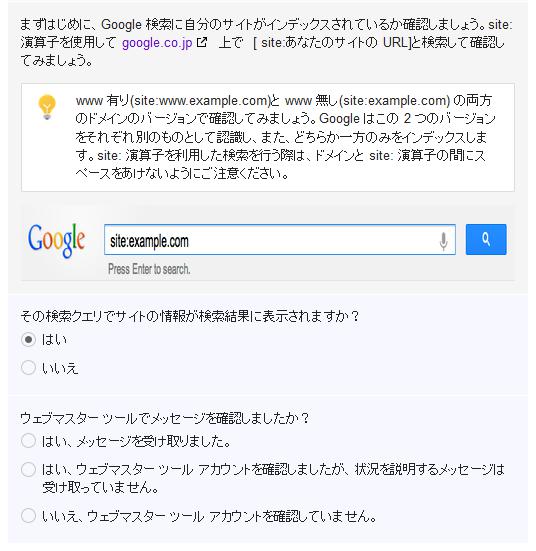 まずはじめに、Google 検索に自分のサイトがインデックスされているか確認しましょう。site:
演算子を使用して google.co.jp 上で [ site:あなたのサイトの URL]と検索して確認し
てみましょう。
www 有り(site:www.example.com)と www 無し(site:example.com) の両方
のドメインのバージョンで確認してみましょう。Google はこの 2 つのバージョン
をそれぞれ別のものとして認識し、また、どちらか一方のみをインデックスしま
す。site: 演算子を利用した検索を行う際は、ドメインと site: 演算子の間にス
ペースをあけないようにご注意ください。
Google site:example.com
Press Enter to search.
その検索クエリでサイトの情報が検索結果に表示されますか？
はい
いいえ
ウェブマスター ツールでメッセージを確認しましたか？
はい、メッセージを受け取りました。
はい、ウェブマスター ツール アカウントを確認しましたが、状況を説明するメッセージは
受け取っていません。
いいえ、ウェブマスター ツール アカウントを確認していません。